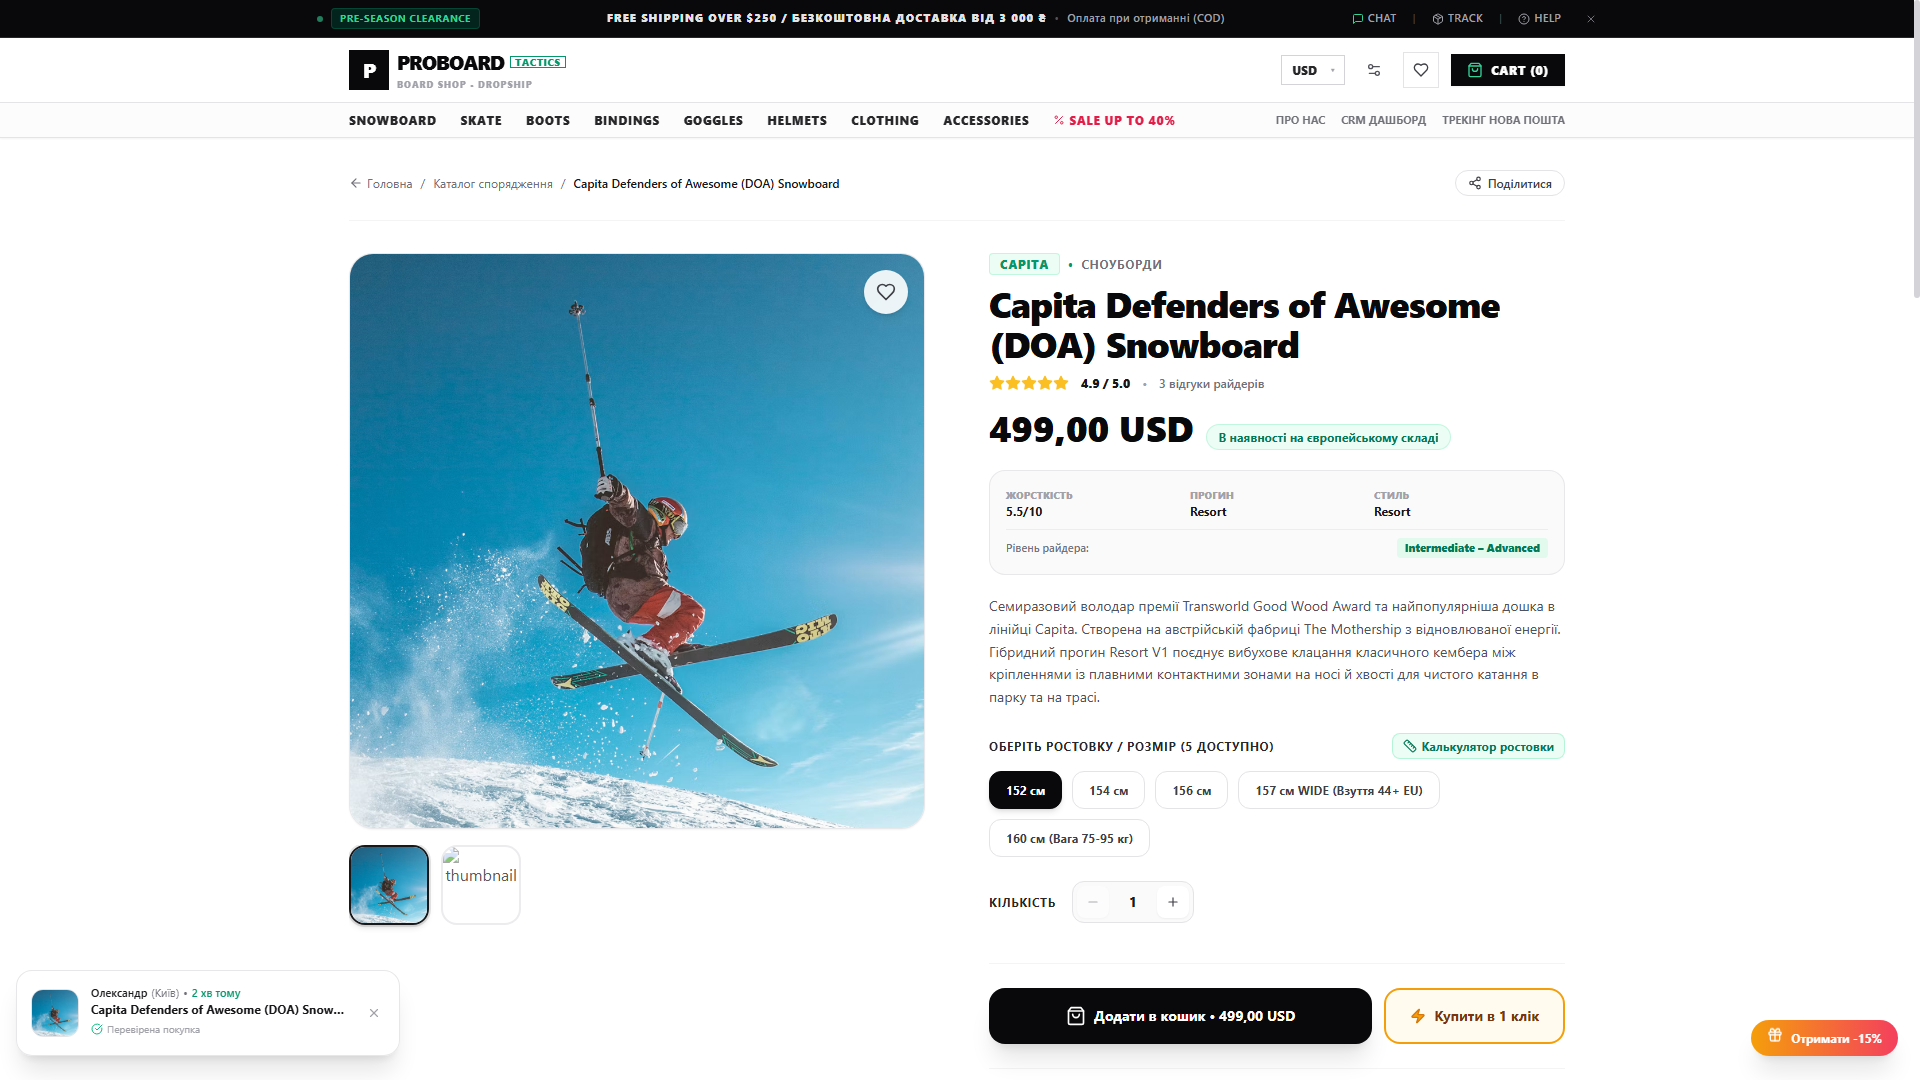 PRE-SEASON CLEARANCE
FREE SHIPPING OVER $250 / БЕЗКОШТОВНА ДОСТАВКА ВІД 3 000 ₴ • Оплата при отриманні (COD)
CHAT | TRACK | HELP
P
PROBOARD TACTICS
BOARD SHOP - DROPSHIP
USD
CART (0)
SNOWBOARD SKATE BOOTS BINDINGS GOGGLES HELMETS CLOTHING ACCESSORIES SALE UP TO 40%
ПРО НАС CRM ДАШБОРД ТРЕКІНГ НОВА ПОШТА
Головна / Каталог спорядження / Capita Defenders of Awesome (DOA) Snowboard
Поділитися
CAPITA • СНОУБОРДИ
Capita Defenders of Awesome
(DOA) Snowboard
4.9 / 5.0 • 3 відгуки райдерів
499,00 USD
В наявності на європейському складі
ЖОРСТКІСТЬ ПРОГИН СТИЛЬ
5.5/10 Resort Resort
Рівень райдера: Intermediate – Advanced
Семиразовий володар премії Transworld Good Wood Award та найпопулярніша дошка в
лінійці Capita. Створена на австрійській фабриці The Mothership з відновлюваної енергії.
Гібридний прогин Resort V1 поєднує вибухове клацання класичного кембера між
кріпленнями із плавними контактними зонами на носі й хвості для чистого катання в
парку та на трасі.
ОБЕРІТЬ РОСТОВКУ / РОЗМІР (5 ДОСТУПНО)
Калькулятор ростовки
152 см 154 см 156 см 157 см WIDE (Взуття 44+ EU)
160 см (Вага 75-95 кг)
thumbnail
КІЛЬКІСТЬ 1
Додати в кошик • 499,00 USD
Купити в 1 клік
Олександр (Київ) • 2 хв тому
Capita Defenders of Awesome (DOA) Snow...
Перевірена покупка
Отримати -15%